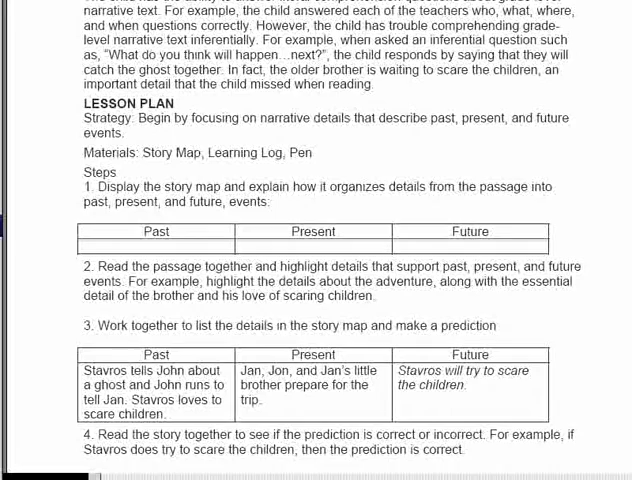 narrative text. For example, the child answered each of the teachers who, what, where,
and when questions correctly. However, the child has trouble comprehending grade-
level narrative text inferentially. For example, when asked an inferential question such
as, "What do you think will happen...next?", the child responds by saying that they will
catch the ghost together. In fact, the older brother is waiting to scare the children, an
important detail that the child missed when reading.
LESSON PLAN
Strategy: Begin by focusing on narrative details that describe past, present, and future
events.
Materials: Story Map, Learning Log, Pen
Steps
1. Display the story map and explain how it organizes details from the passage into
past, present, and future, events:
Past Present Future
2. Read the passage together and highlight details that support past, present, and future
events. For example, highlight the details about the adventure, along with the essential
detail of the brother and his love of scaring children.
3. Work together to list the details in the story map and make a prediction
Past Present Future
Stavros tells John about Jan, Jon, and Jan's little Stavros will try to scare
a ghost and John runs to brother prepare for the the children.
tell Jan. Stavros loves to trip.
scare children.
4. Read the story together to see if the prediction is correct or incorrect. For example, if
Stavros does try to scare the children, then the prediction is correct.